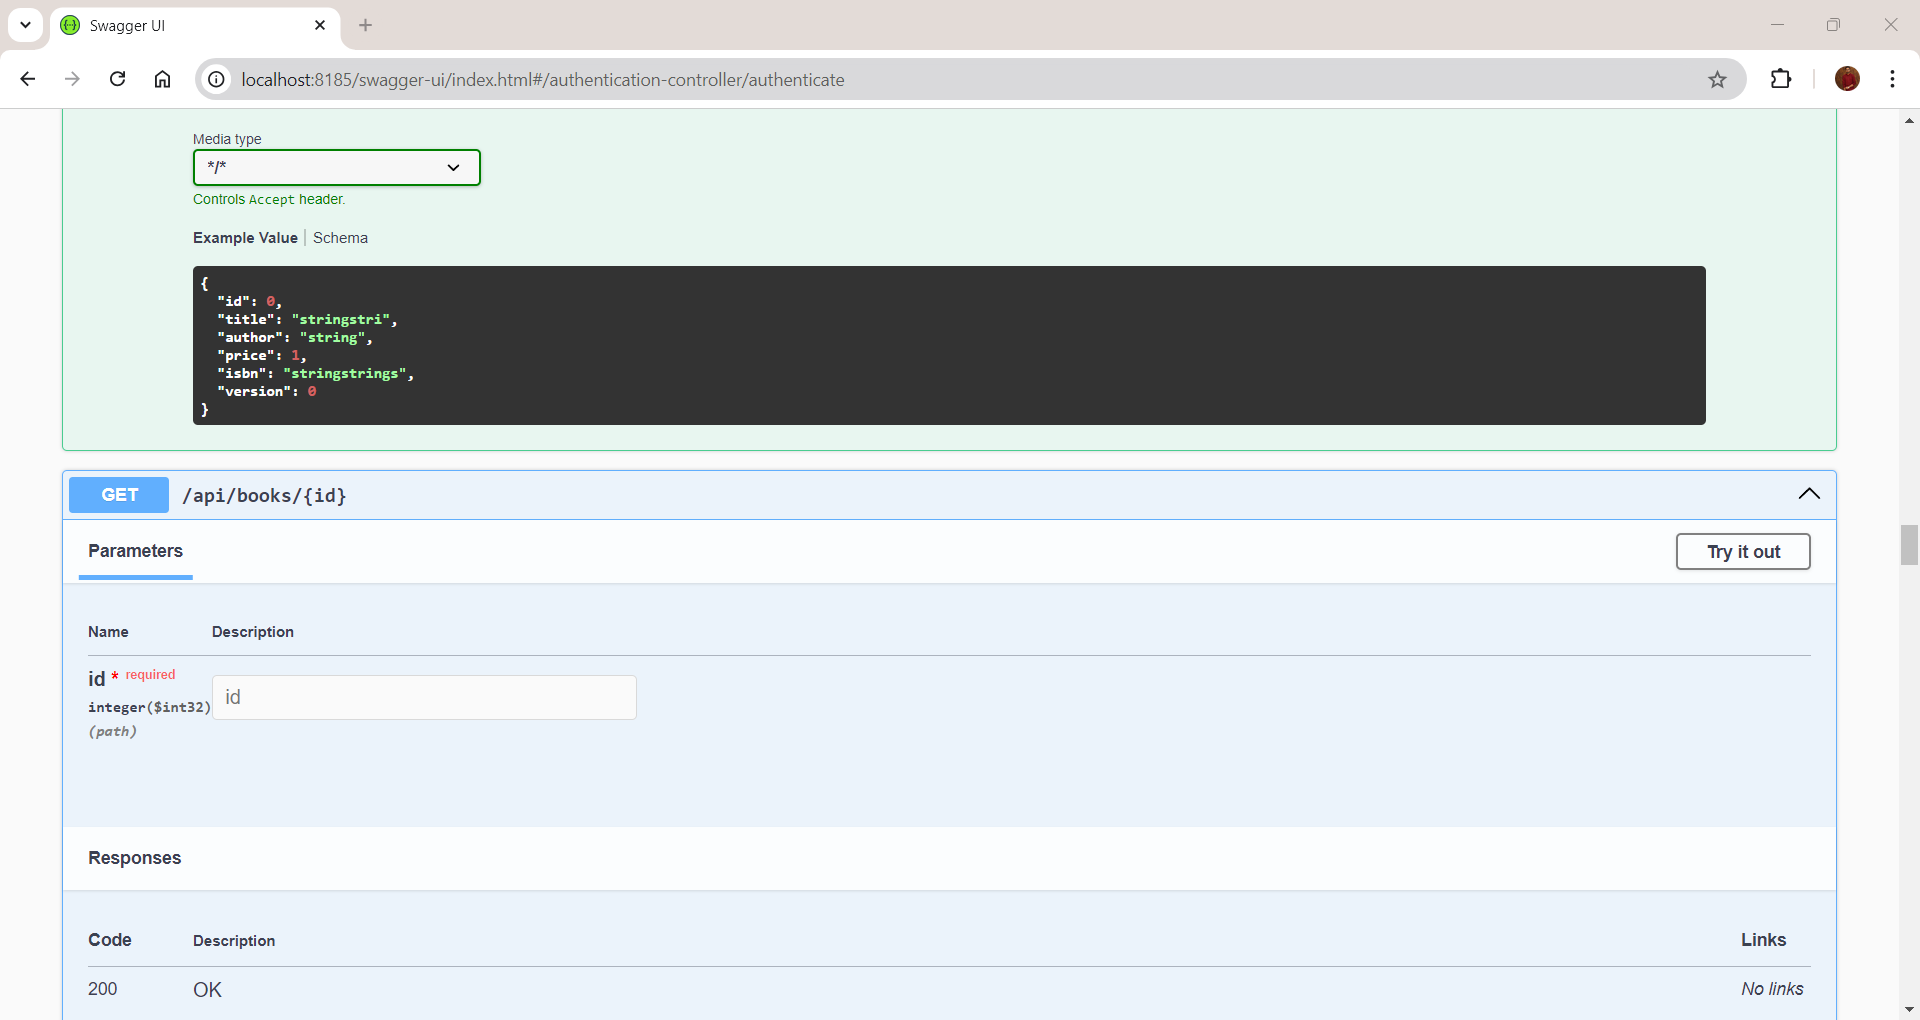 Swagger UI
localhost:8185/swagger-ui/index.html#/authentication-controller/authenticate
Media type
*/*
Controls Accept header.
Example Value | Schema
{
  "id": 0,
  "title": "stringstri",
  "author": "string",
  "price": 1,
  "isbn": "stringstrings",
  "version": 0
}
GET /api/books/{id}
Parameters
Try it out
Name Description
id * required
integer($int32)
(path)
id
Responses
Code Description Links
200 OK No links